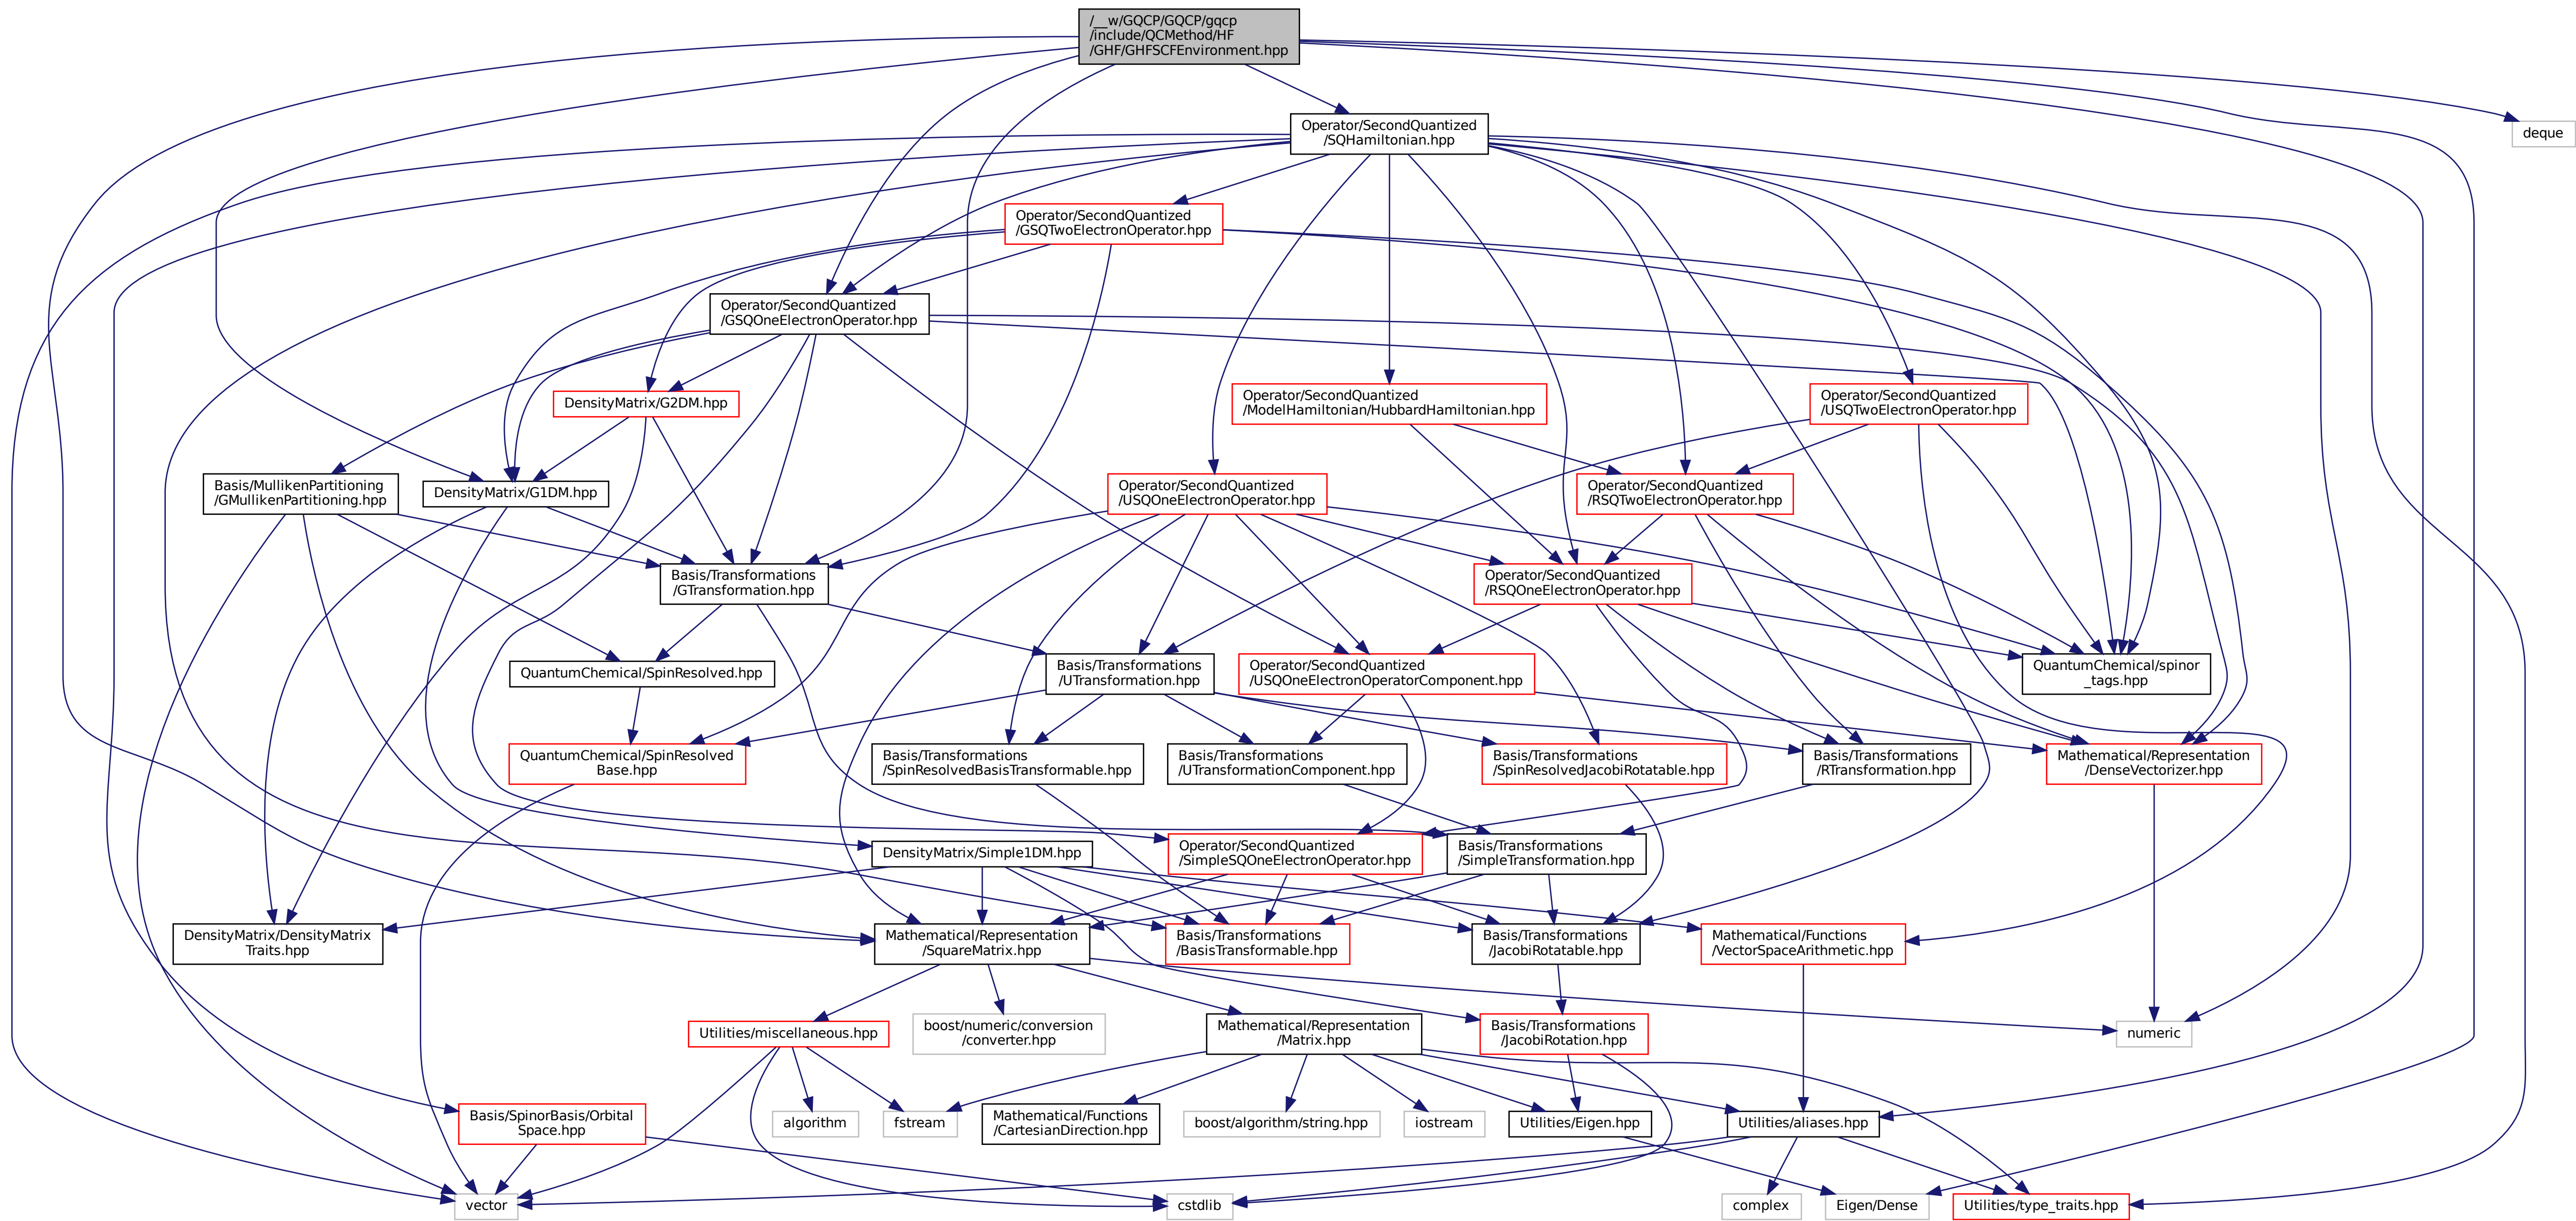 /__w/GQCP/GQCP/gqcp
/include/QCMethod/HF
/GHF/GHFSCFEnvironment.hpp
deque
Operator/SecondQuantized
/SQHamiltonian.hpp
Operator/SecondQuantized
/GSQTwoElectronOperator.hpp
Operator/SecondQuantized
/GSQOneElectronOperator.hpp
DensityMatrix/G2DM.hpp
Operator/SecondQuantized
/ModelHamiltonian/HubbardHamiltonian.hpp
Operator/SecondQuantized
/USQTwoElectronOperator.hpp
Basis/MullikenPartitioning
/GMullikenPartitioning.hpp
DensityMatrix/G1DM.hpp
Operator/SecondQuantized
/USQOneElectronOperator.hpp
Operator/SecondQuantized
/RSQTwoElectronOperator.hpp
Basis/Transformations
/GTransformation.hpp
Operator/SecondQuantized
/RSQOneElectronOperator.hpp
QuantumChemical/SpinResolved.hpp
Basis/Transformations
/UTransformation.hpp
Operator/SecondQuantized
/USQOneElectronOperatorComponent.hpp
QuantumChemical/spinor
_tags.hpp
QuantumChemical/SpinResolved
Base.hpp
Basis/Transformations
/SpinResolvedBasisTransformable.hpp
Basis/Transformations
/UTransformationComponent.hpp
Basis/Transformations
/SpinResolvedJacobiRotatable.hpp
Basis/Transformations
/RTransformation.hpp
Mathematical/Representation
/DenseVectorizer.hpp
DensityMatrix/Simple1DM.hpp
Operator/SecondQuantized
/SimpleSQOneElectronOperator.hpp
Basis/Transformations
/SimpleTransformation.hpp
DensityMatrix/DensityMatrix
Traits.hpp
Mathematical/Representation
/SquareMatrix.hpp
Basis/Transformations
/BasisTransformable.hpp
Basis/Transformations
/JacobiRotatable.hpp
Mathematical/Functions
/VectorSpaceArithmetic.hpp
Utilities/miscellaneous.hpp
boost/numeric/conversion
/converter.hpp
Mathematical/Representation
/Matrix.hpp
Basis/Transformations
/JacobiRotation.hpp
numeric
Basis/SpinorBasis/Orbital
Space.hpp
algorithm
fstream
Mathematical/Functions
/CartesianDirection.hpp
boost/algorithm/string.hpp
iostream
Utilities/Eigen.hpp
Utilities/aliases.hpp
vector
cstdlib
complex
Eigen/Dense
Utilities/type_traits.hpp